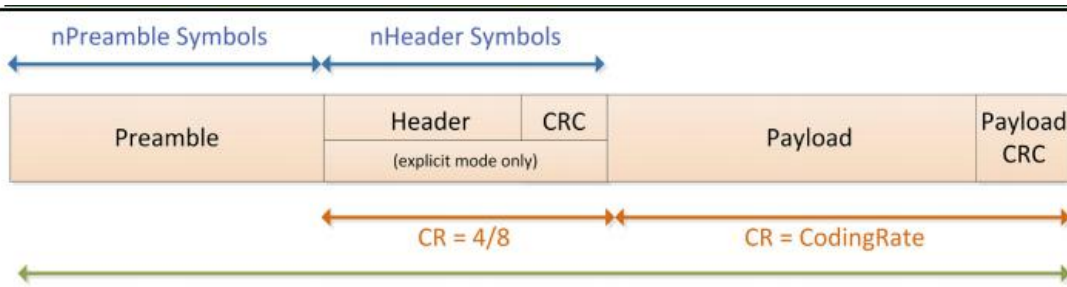 nPreamble Symbols
nHeader Symbols
Preamble
Header
CRC
(explicit mode only)
Payload
Payload
CRC
CR = 4/8
CR = CodingRate